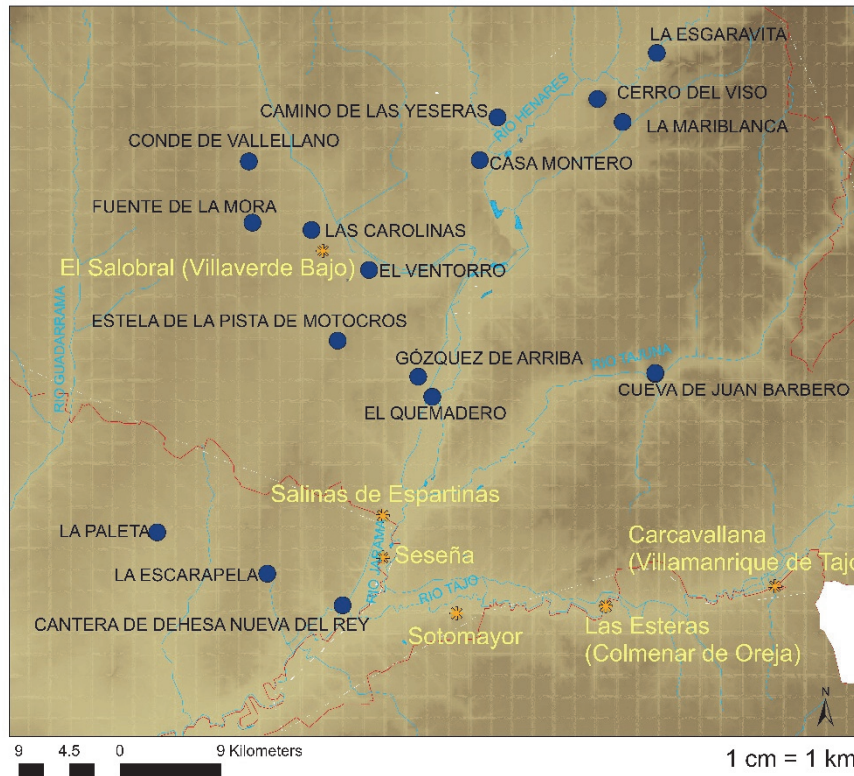 LA ESGARAVITA
CERRO DEL VISO
CAMINO DE LAS YESERAS
RIO HENARES
LA MARIBLANCA
CONDE DE VALLELLANO
CASA MONTERO
FUENTE DE LA MORA
LAS CAROLINAS
El Salobral (Villaverde Bajo)
EL VENTORRO
RIO GUADARRAMA
ESTELA DE LA PISTA DE MOTOCROS
GÓZQUEZ DE ARRIBA
RIO TAJUÑA
CUEVA DE JUAN BARBERO
EL QUEMADERO
Salinas de Espartinas
LA PALETA
Seseña
Carcavallana
(Villamanrique de Tajo
LA ESCARAPELA
RIO JARAMA
RIO TAJO
CANTERA DE DEHESA NUEVA DEL REY
Sotomayor
Las Esteras
(Colmenar de Oreja)
N
9 4.5 0 9 Kilometers
1 cm = 1 km